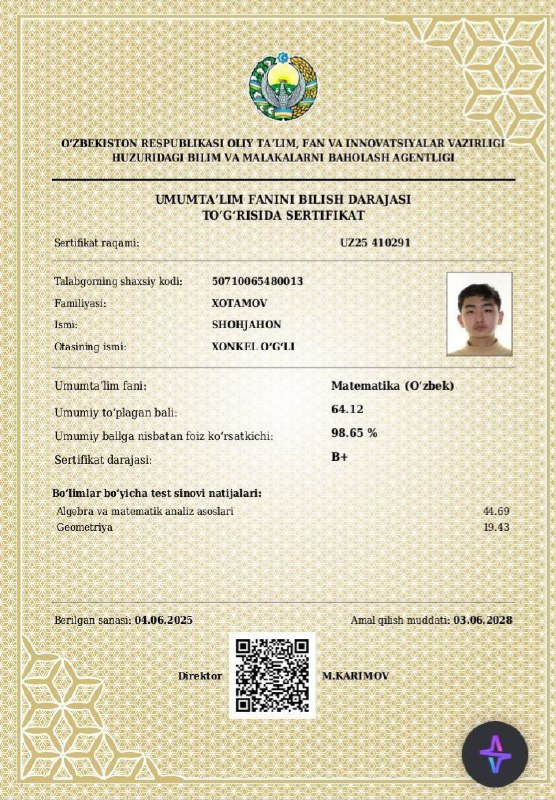 O‘ZBEKISTON RESPUBLIKASI OLIY TA’LIM, FAN VA INNOVATSIYALAR VAZIRLIGI
HUZURIDAGI BILIM VA MALAKALARNI BAHOLASH AGENTLIGI
UMUMTA’LIM FANINI BILISH DARAJASI
TO‘G‘RISIDA SERTIFIKAT
Sertifikat raqami: UZ25 410291
Talabgorning shaxsiy kodi: 50710065480013
Familiyasi: XOTAMOV
Ismi: SHOHJAHON
Otasining ismi: XONKEL O‘G‘LI
Umumta’lim fani: Matematika (O‘zbek)
Umumiy to‘plagan bali: 64.12
Umumiy ballga nisbatan foiz ko‘rsatkichi: 98.65 %
Sertifikat darajasi: B+
Bo‘limlar bo‘yicha test sinovi natijalari:
Algebra va matematik analiz asoslari 44.69
Geometriya 19.43
Berilgan sanasi: 04.06.2025 Amal qilish muddati: 03.06.2028
Direktor M.KARIMOV